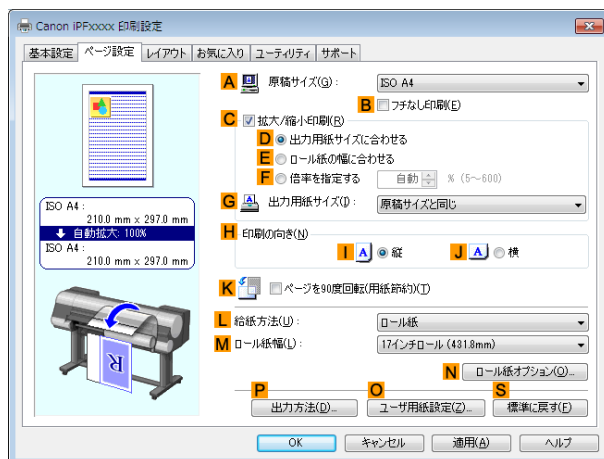 Canon iPFxxxx 印刷設定
基本設定 ページ設定 レイアウト お気に入り ユーティリティ サポート
A 原稿サイズ(G): ISO A4
B フチなし印刷(E)
C 拡大/縮小印刷(R)
D 出力用紙サイズに合わせる
E ロール紙の幅に合わせる
F 倍率を指定する 自動 % (5～600)
G 出力用紙サイズ(I): 原稿サイズと同じ
H 印刷の向き(N)
I A 縦 J A 横
K ページを90度回転(用紙節約)(T)
L 給紙方法(U): ロール紙
M ロール紙幅(L): 17インチロール (431.8mm)
N ロール紙オプション(O)...
P O S
出力方法(D)... ユーザ用紙設定(Z)... 標準に戻す(F)
ISO A4 :
210.0 mm x 297.0 mm
自動拡大: 100%
ISO A4 :
210.0 mm x 297.0 mm
R
OK キャンセル 適用(A) ヘルプ